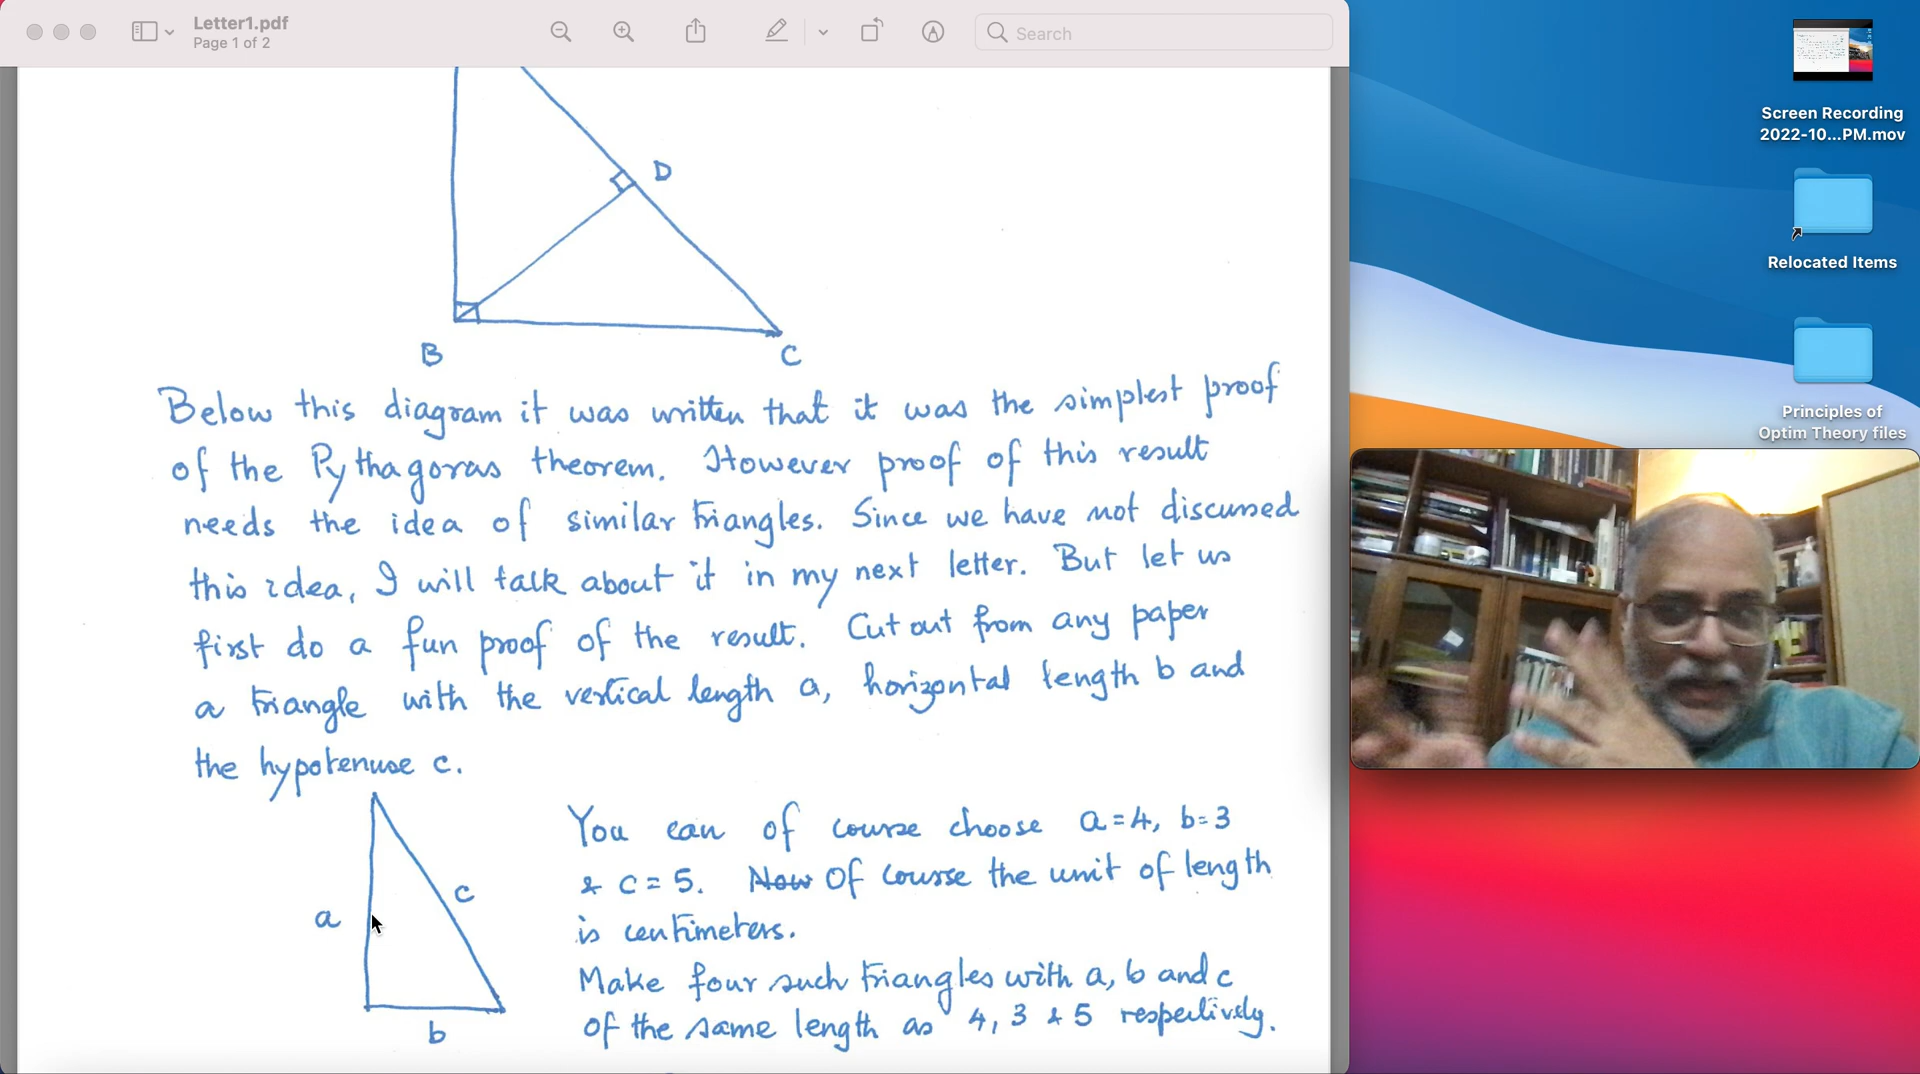 Letter1.pdf
Page 1 of 2
Search
D
B
C
Below this diagram it was written that it was the simplest proof
of the Pythagoras theorem. However proof of this result
needs the idea of similar triangles. Since we have not discussed
this idea, I will talk about it in my next letter. But let us
first do a fun proof of the result. Cut out from any paper
a triangle with the vertical length a, horizontal length b and
the hypotenuse c.
a
c
b
You can of course choose a=4, b=3
& c=5. Now Of course the unit of length
is centimeters.
Make four such triangles with a, b and c
of the same length as 4, 3 & 5 respectively.
Screen Recording
2022-10...PM.mov
Relocated Items
Principles of
Optim Theory files